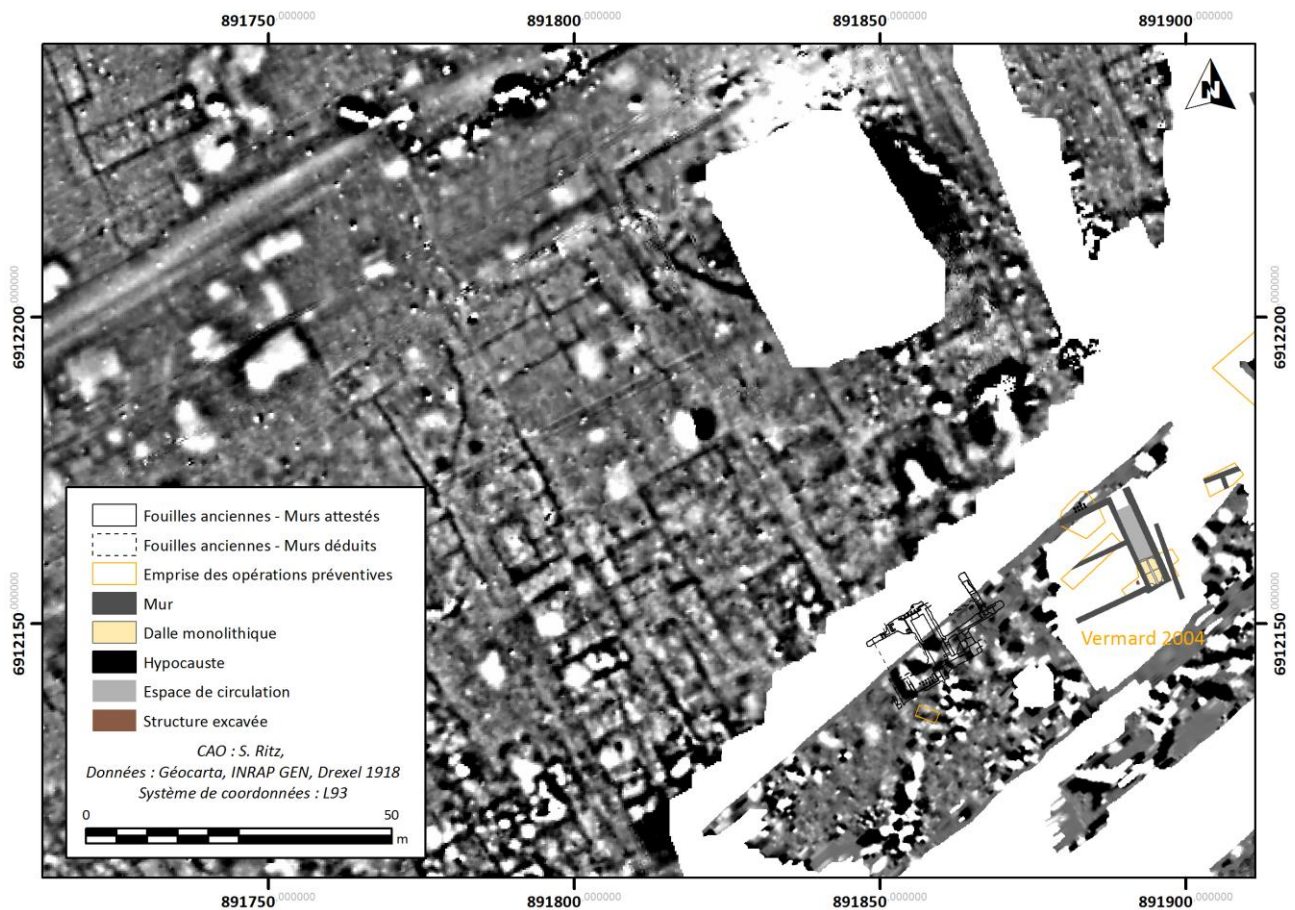 891750,000000 891800,000000 891850,000000 891900,000000
N
6912200,000000 6912200,000000
Fouilles anciennes - Murs attestés
Fouilles anciennes - Murs déduits
Emprise des opérations préventives
Mur
Dalle monolithique
Hypocauste
Espace de circulation
Structure excavée
CAO : S. Ritz,
Données : Géocarta, INRAP GEN, Drexel 1918
Système de coordonnées : L93
0 50
m
6912150,000000 6912150,000000
Vermard 2004
891750,000000 891800,000000 891850,000000 891900,000000